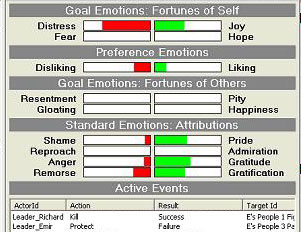 Goal Emotions: Fortunes of Self
Distress Joy
Fear Hope
Preference Emotions
Disliking Liking
Goal Emotions: Fortunes of Others
Resentment Pity
Gloating Happiness
Standard Emotions: Attributions
Shame Pride
Reproach Admiration
Anger Gratitude
Remorse Gratification
Active Events
ActorId Action Result Target Id
Leader_Richard Kill Success E's People 1 Fig
Leader_Emir Protect Failure E's People 3 Pa